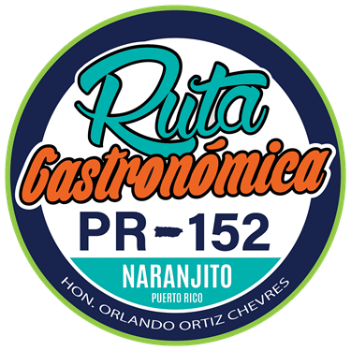 Ruta
Gastronómica
PR-152
NARANJITO
PUERTO RICO
HON. ORLANDO ORTIZ CHEVRES